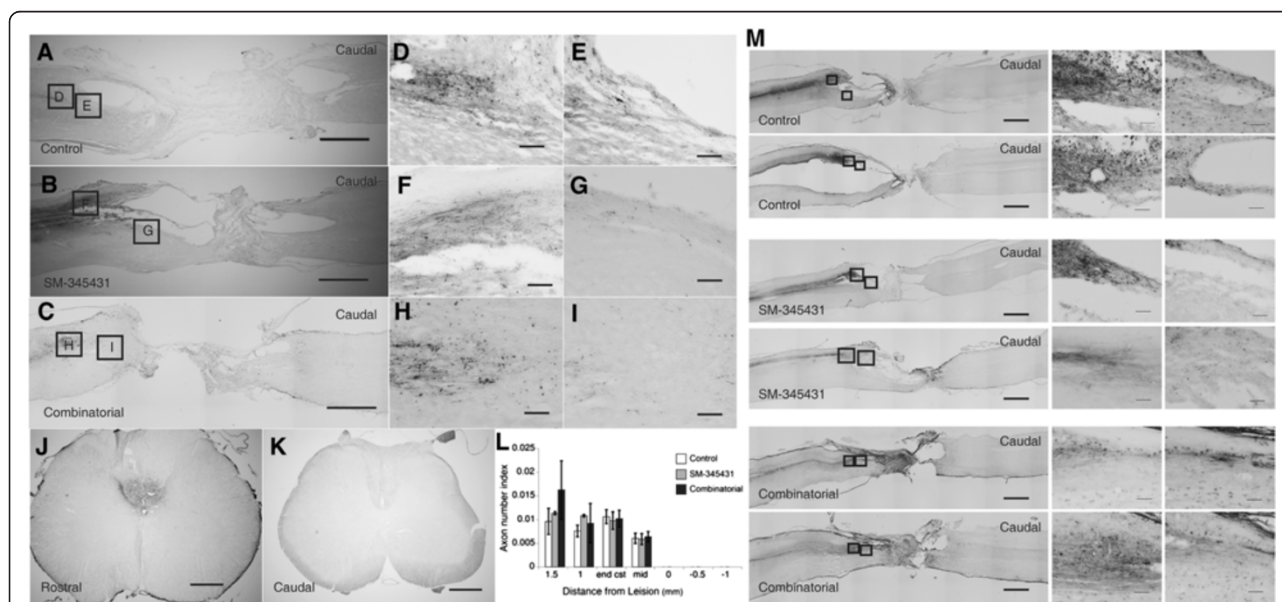 A
Caudal
D
E
Control
D
E
B
Caudal
F
G
SM-345431
F
G
C
Caudal
H
I
Combinatorial
H
I
J
Rostral
K
Caudal
L
0.025
0.02
0.015
0.01
0.005
0
Axon number index
Control
SM-345431
Combinatorial
1.5
1
end cst
mid
0
-0.5
-1
Distance from Leision (mm)
M
Caudal
Control
Caudal
Control
Caudal
SM-345431
Caudal
SM-345431
Caudal
Combinatorial
Caudal
Combinatorial